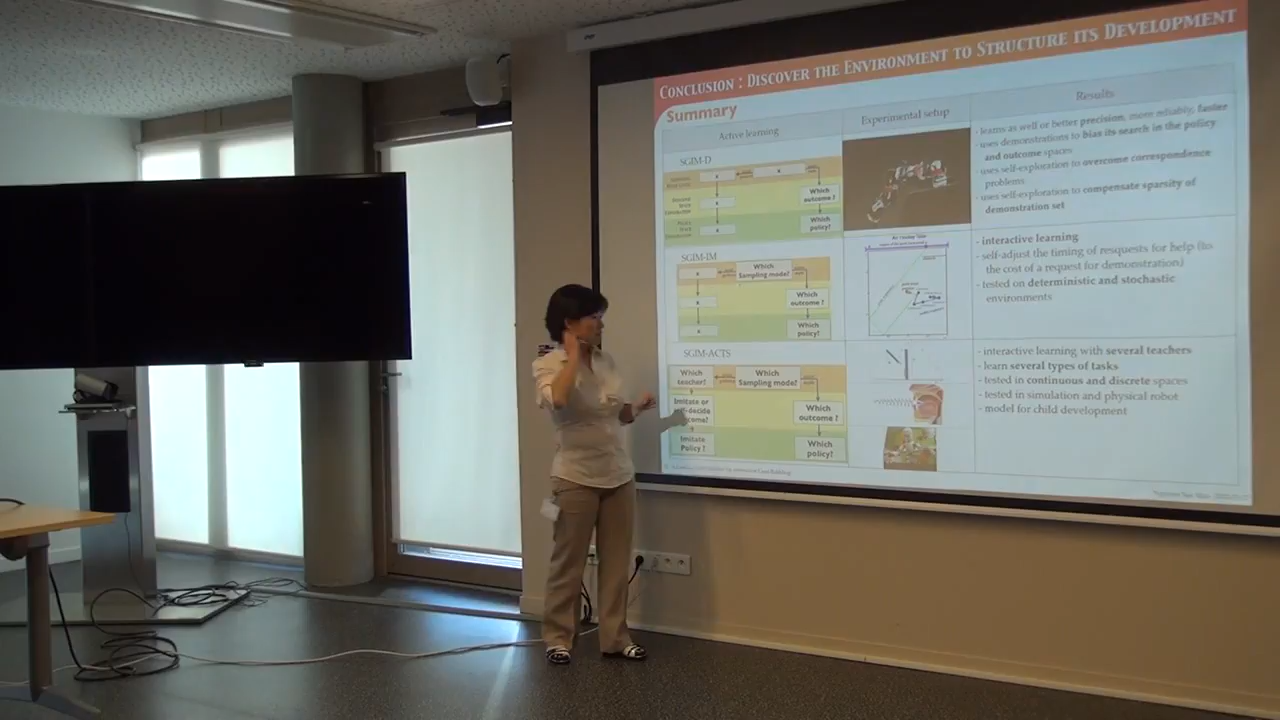 CONCLUSION : DISCOVER THE ENVIRONMENT TO STRUCTURE ITS DEVELOPMENT
Summary
Active learning
Experimental setup
Results
SGIM-D
x
x
x
x
Which outcome ?
Which policy?
- learns as well or better precision, more reliably, faster
- uses demonstrations to bias its search in the policy
and outcome spaces
- uses self-exploration to overcome correspondence
problems
- uses self-exploration to compensate sparsity of
demonstration set
SGIM-IM
x
Which
Sampling mode?
x
Which
outcome ?
x
Which
policy?
- interactive learning
- self-adjust the timing of resquests for help (its
the cost of a request for demonstration)
- tested on deterministic and stochastic
environments
SGIM-ACTS
Which
teacher?
Which
Sampling mode?
Imitate or
Which
outcome ?
Imitate
Policy ?
Which
policy?
- interactive learning with several teachers
- learn several types of tasks
- tested in continuous and discrete spaces
- tested in simulation and physical robot
- model for child development